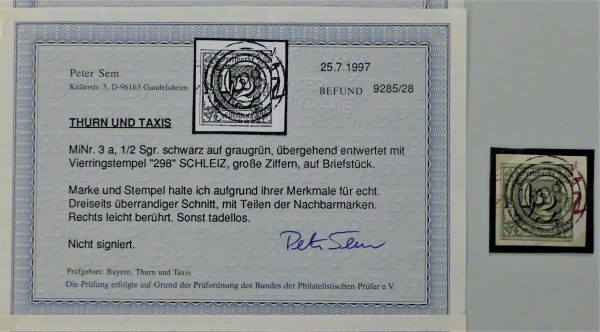 Peter Sem
Kellerstr. 3, D-96163 Gundelsheim
25.7.1997
BEFUND 9285/28
THURN UND TAXIS
MiNr. 3 a, 1/2 Sgr. schwarz auf graugrün, übergehend entwertet mit
Vierringstempel "298" SCHLEIZ, große Ziffern, auf Briefstück.
Marke und Stempel halte ich aufgrund ihrer Merkmale für echt.
Dreiseits überrandiger Schnitt, mit Teilen der Nachbarmarken.
Rechts leicht berührt. Sonst tadellos.
Nicht signiert.
Peter Sem
Prüfgebiet: Bayern, Thurn und Taxis
Die Prüfung erfolgte auf Grund der Prüfordnung des Bundes der Philatelistischen Prüfer e.V.